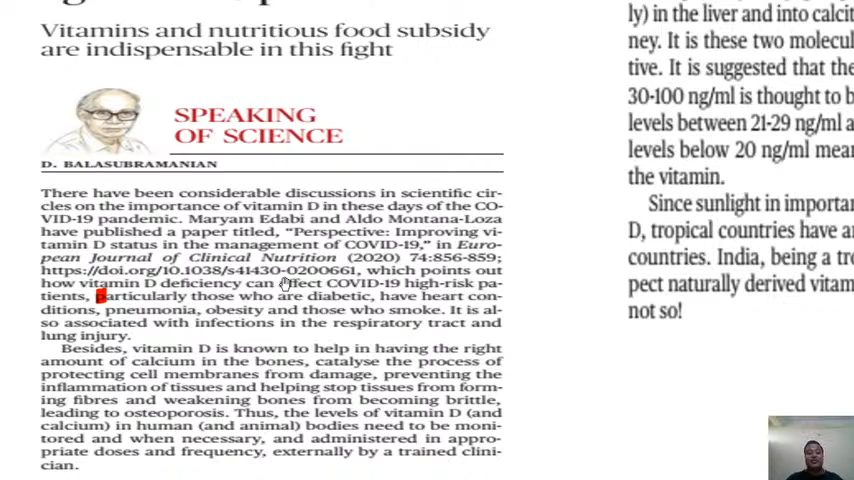 Vitamins and nutritious food subsidy
are indispensable in this fight
SPEAKING
OF SCIENCE
D. BALASUBRAMANIAN
There have been considerable discussions in scientific cir-
cles on the importance of vitamin D in these days of the CO-
VID-19 pandemic. Maryam Edabi and Aldo Montana-Loza
have published a paper titled, “Perspective: Improving vi-
tamin D status in the management of COVID-19,” in Euro-
pean Journal of Clinical Nutrition (2020) 74:856-859;
https://doi.org/10.1038/s41430-0200661, which points out
how vitamin D deficiency can affect COVID-19 high-risk pa-
tients, particularly those who are diabetic, have heart con-
ditions, pneumonia, obesity and those who smoke. It is al-
so associated with infections in the respiratory tract and
lung injury.
Besides, vitamin D is known to help in having the right
amount of calcium in the bones, catalyse the process of
protecting cell membranes from damage, preventing the
inflammation of tissues and helping stop tissues from form-
ing fibres and weakening bones from becoming brittle,
leading to osteoporosis. Thus, the levels of vitamin D (and
calcium) in human (and animal) bodies need to be moni-
tored and when necessary, and administered in appro-
priate doses and frequency, externally by a trained clini-
cian.
ly) in the liver and into calcit
ney. It is these two molecul
tive. It is suggested that the
30-100 ng/ml is thought to b
levels between 21-29 ng/ml a
levels below 20 ng/ml mean
the vitamin.
Since sunlight in importan
D, tropical countries have an
countries. India, being a tro
pect naturally derived vitam
not so!